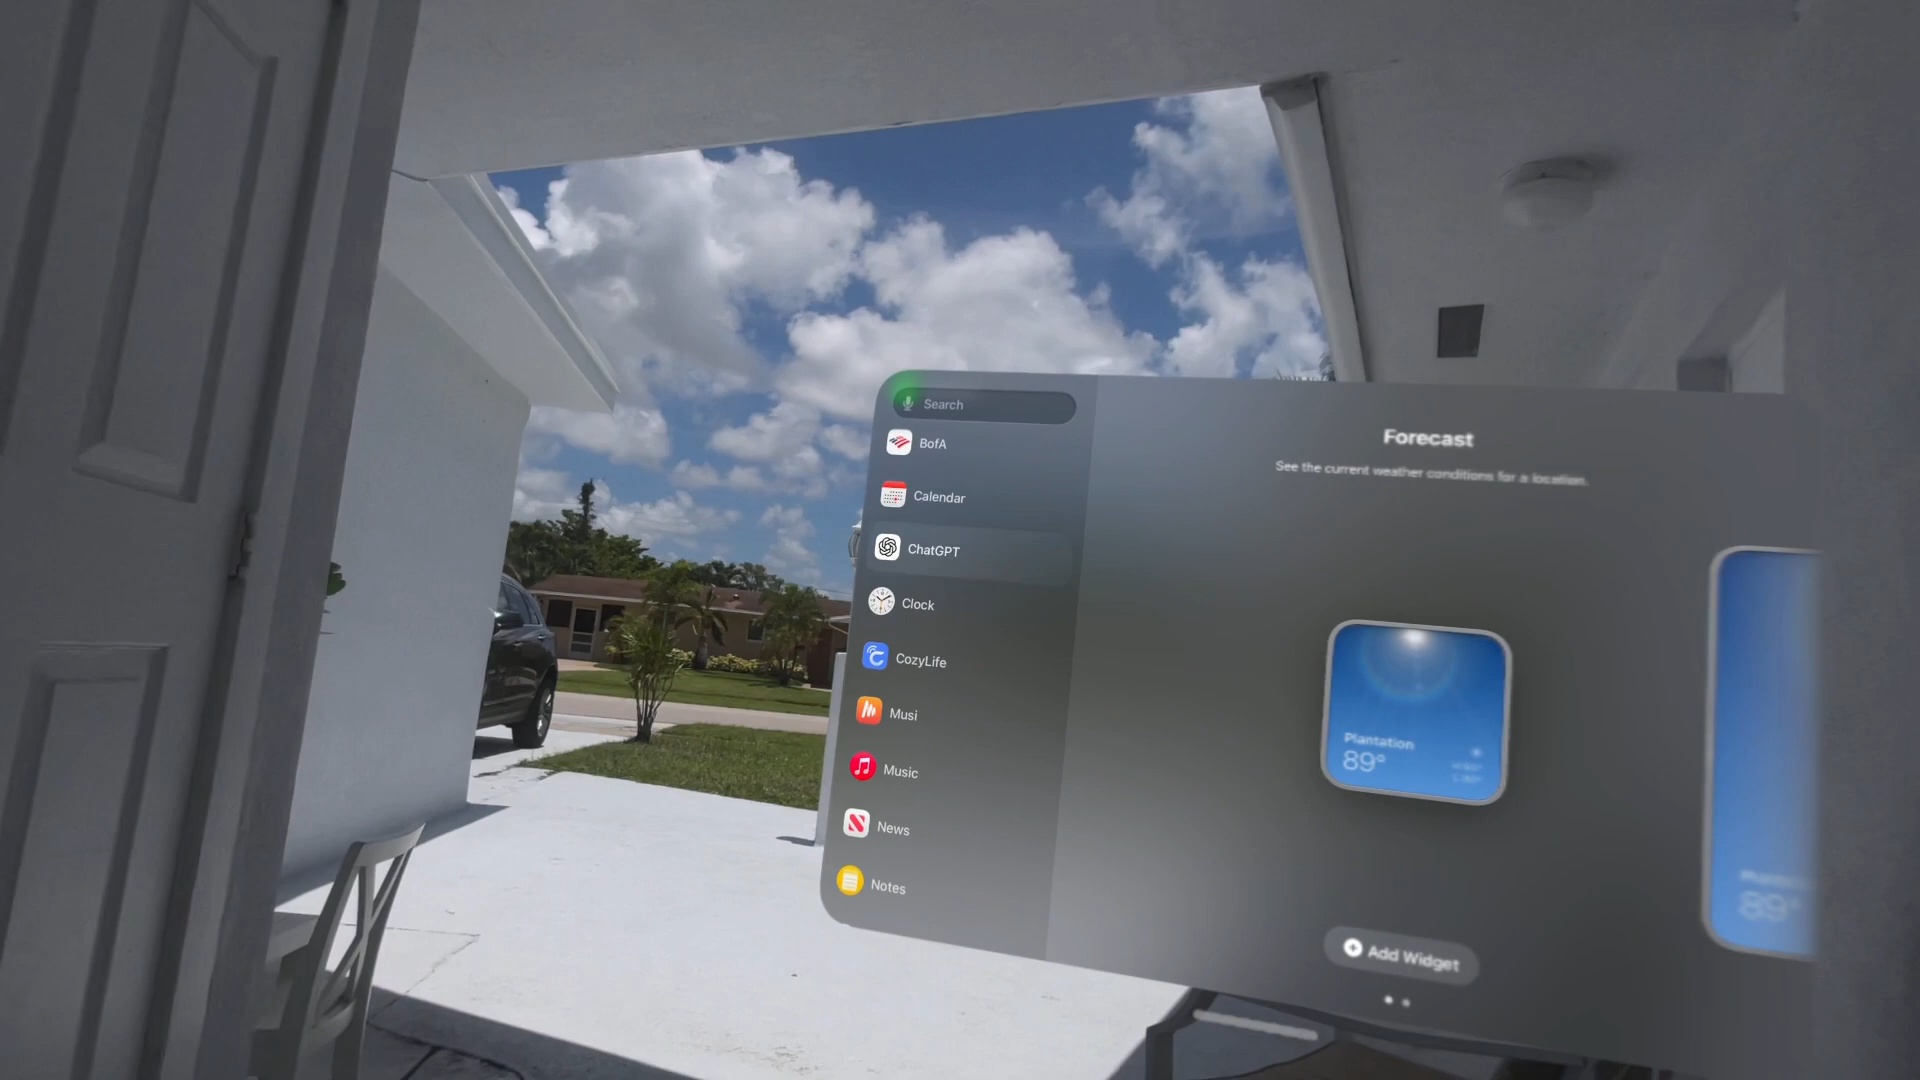 Search
BofA
Calendar
ChatGPT
Clock
CozyLife
Musi
Music
News
Notes
Forecast
See the current weather conditions for a location.
Plantation
89°
89°
Add Widget